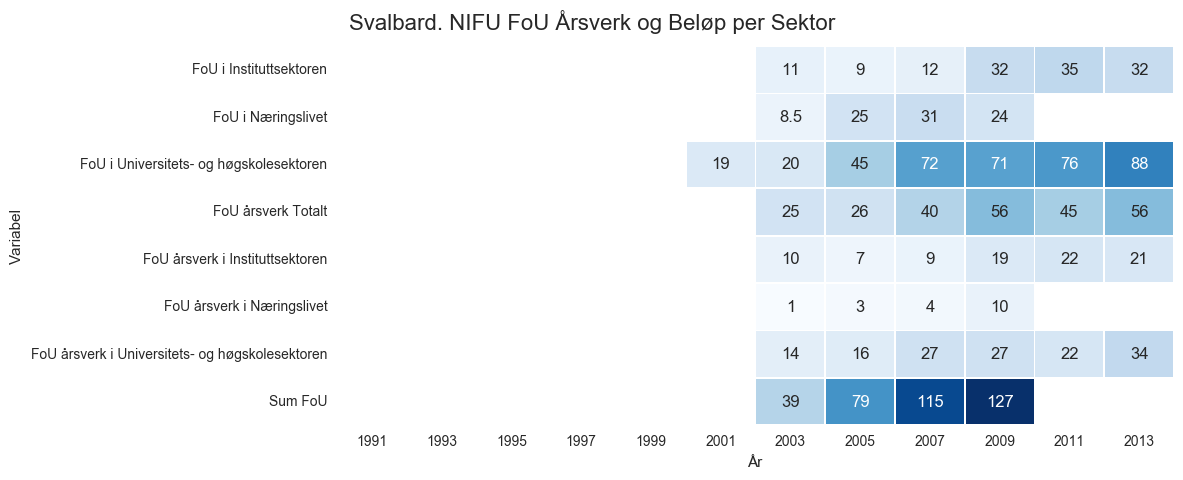 Svalbard. NIFU FoU Årsverk og Beløp per Sektor
FoU i Instituttsektoren 11 9 12 32 35 32
FoU i Næringslivet 8.5 25 31 24
FoU i Universitets- og høgskolesektoren 19 20 45 72 71 76 88
FoU årsverk Totalt 25 26 40 56 45 56
FoU årsverk i Instituttsektoren 10 7 9 19 22 21
FoU årsverk i Næringslivet 1 3 4 10
FoU årsverk i Universitets- og høgskolesektoren 14 16 27 27 22 34
Sum FoU 39 79 115 127
1991 1993 1995 1997 1999 2001 2003 2005 2007 2009 2011 2013
År
Variabel